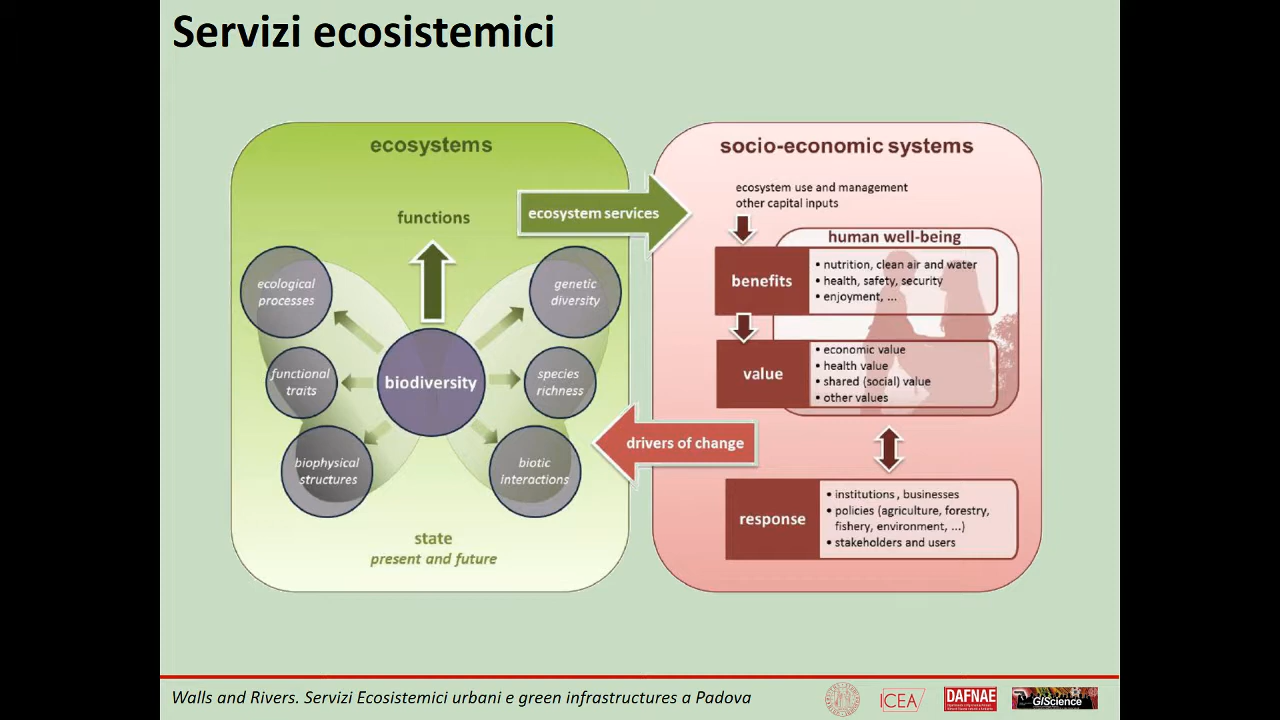 Servizi ecosistemici
ecosystems
functions
ecosystem services
ecological
processes
genetic
diversity
functional
traits
biodiversity
species
richness
biophysical
structures
biotic
interactions
state
present and future
socio-economic systems
ecosystem use and management
other capital inputs
human well-being
benefits
• nutrition, clean air and water
• health, safety, security
• enjoyment, ...
value
• economic value
• health value
• shared (social) value
• other values
drivers of change
response
• institutions , businesses
• policies (agriculture, forestry,
fishery, environment, ...)
• stakeholders and users
Walls and Rivers. Servizi Ecosistemici urbani e green infrastructures a Padova
ICEA
DAFNAE
GIScience